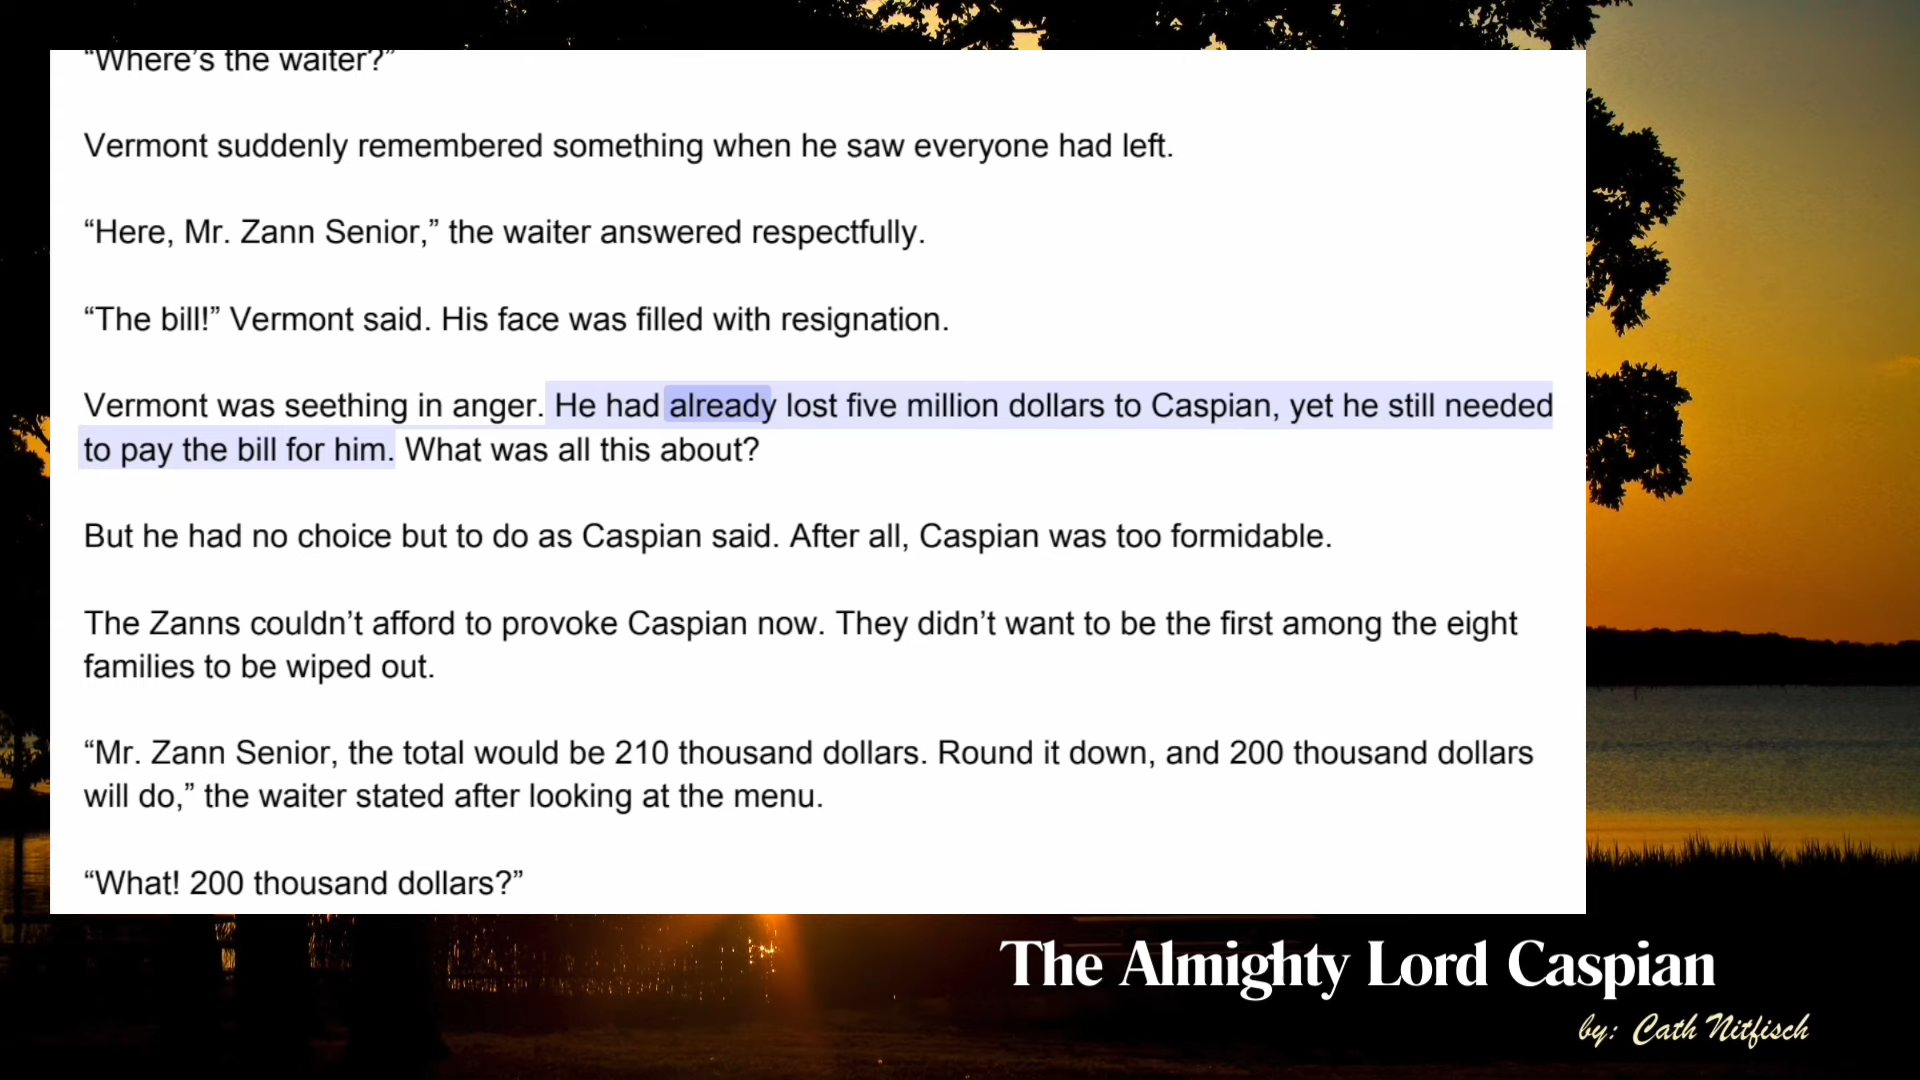 “Where’s the waiter?”
Vermont suddenly remembered something when he saw everyone had left.
“Here, Mr. Zann Senior,” the waiter answered respectfully.
“The bill!” Vermont said. His face was filled with resignation.
Vermont was seething in anger. He had already lost five million dollars to Caspian, yet he still needed
to pay the bill for him. What was all this about?
But he had no choice but to do as Caspian said. After all, Caspian was too formidable.
The Zanns couldn’t afford to provoke Caspian now. They didn’t want to be the first among the eight
families to be wiped out.
“Mr. Zann Senior, the total would be 210 thousand dollars. Round it down, and 200 thousand dollars
will do,” the waiter stated after looking at the menu.
“What! 200 thousand dollars?”
The Almighty Lord Caspian
by: Cath Nitfisch